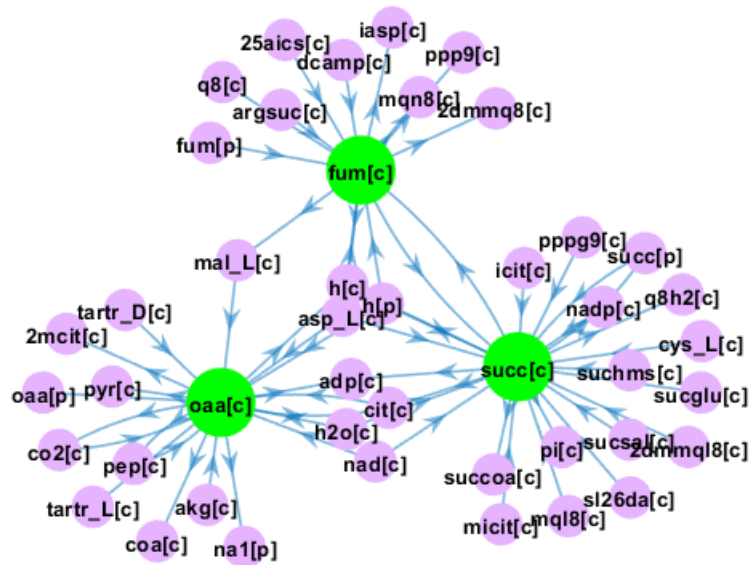 iasp[c]
25aics[c]
dcamp[c]
ppp9[c]
q8[c]
mqn8[c]
argsuc[c]
2dmmq8[c]
fum[p]
fum[c]
mal_L[c]
pppg9[c]
succ[p]
icit[c]
h[c]
h[p]
q8h2[c]
nadp[c]
tartr_D[c]
asp_L[c]
2mcit[c]
cys_L[c]
succ[c]
suchms[c]
adp[c]
oaa[p]
pyr[c]
oaa[c]
cit[c]
sucglu[c]
h2o[c]
co2[c]
pep[c]
nad[c]
pi[c]
sucsal[c]
2dmmql8[c]
succoa[c]
tartr_L[c]
akg[c]
sl26da[c]
micit[c]
mql8[c]
coa[c]
na1[p]